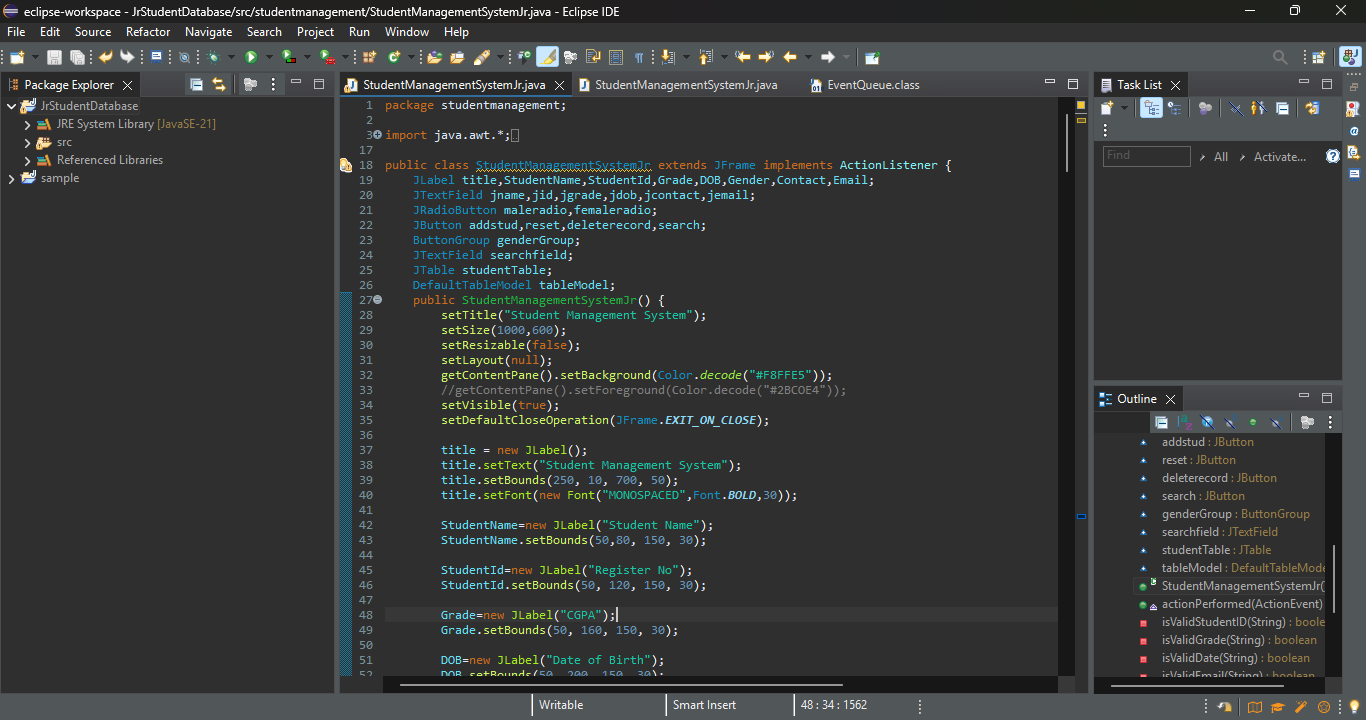 eclipse-workspace - JrStudentDatabase/src/studentmanagement/StudentManagementSystemJr.java - Eclipse IDE
File Edit Source Refactor Navigate Search Project Run Window Help
Package Explorer
JrStudentDatabase
JRE System Library [JavaSE-21]
src
Referenced Libraries
sample
StudentManagementSystemJr.java StudentManagementSystemJr.java EventQueue.class
1 package studentmanagement;
2
3 import java.awt.*;
17
18 public class StudentManagementSystemJr extends JFrame implements ActionListener {
19 JLabel title,StudentName,StudentId,Grade,DOB,Gender,Contact,Email;
20 JTextField jname,jid,jgrade,jdob,jcontact,jemail;
21 JRadioButton maleradio,femaleradio;
22 JButton addstud,reset,deleterecord,search;
23 ButtonGroup genderGroup;
24 JTextField searchfield;
25 JTable studentTable;
26 DefaultTableModel tableModel;
27 public StudentManagementSystemJr() {
28 setTitle("Student Management System");
29 setSize(1000,600);
30 setResizable(false);
31 setLayout(null);
32 getContentPane().setBackground(Color.decode("#F8FFE5"));
33 //getContentPane().setForeground(Color.decode("#2BC0E4"));
34 setVisible(true);
35 setDefaultCloseOperation(JFrame.EXIT_ON_CLOSE);
36
37 title = new JLabel();
38 title.setText("Student Management System");
39 title.setBounds(250, 10, 700, 50);
40 title.setFont(new Font("MONOSPACED",Font.BOLD,30));
41
42 StudentName=new JLabel("Student Name");
43 StudentName.setBounds(50,80, 150, 30);
44
45 StudentId=new JLabel("Register No");
46 StudentId.setBounds(50, 120, 150, 30);
47
48 Grade=new JLabel("CGPA");
49 Grade.setBounds(50, 160, 150, 30);
50
51 DOB=new JLabel("Date of Birth");
52 DOB.setBounds(50, 200, 150, 30);
Task List
Find All Activate...
Outline
addstud : JButton
reset : JButton
deleterecord : JButton
search : JButton
genderGroup : ButtonGroup
searchfield : JTextField
studentTable : JTable
tableModel : DefaultTableMode
StudentManagementSystemJr(
actionPerformed(ActionEvent)
isValidStudentID(String) : boole
isValidGrade(String) : boolean
isValidDate(String) : boolean
isValidEmail(String) : boolean
Writable Smart Insert 48 : 34 : 1562